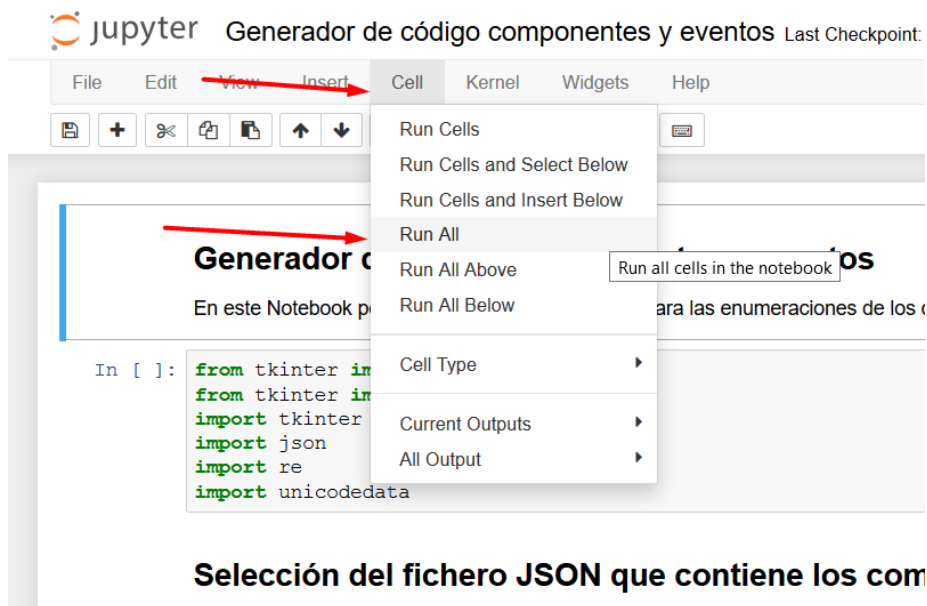 jupyter Generador de código componentes y eventos Last Checkpoint:
File Edit View Insert Cell Kernel Widgets Help
Run Cells
Run Cells and Select Below
Run Cells and Insert Below
Run All
Run All Above
Run All Below
Cell Type
Current Outputs
All Output
Run all cells in the notebook
Generador os
En este Notebook ara las enumeraciones de los
In [ ]: from tkinter
from tkinter
import tkinter
import json
import re
import unicodedata
Selección del fichero JSON que contiene los com